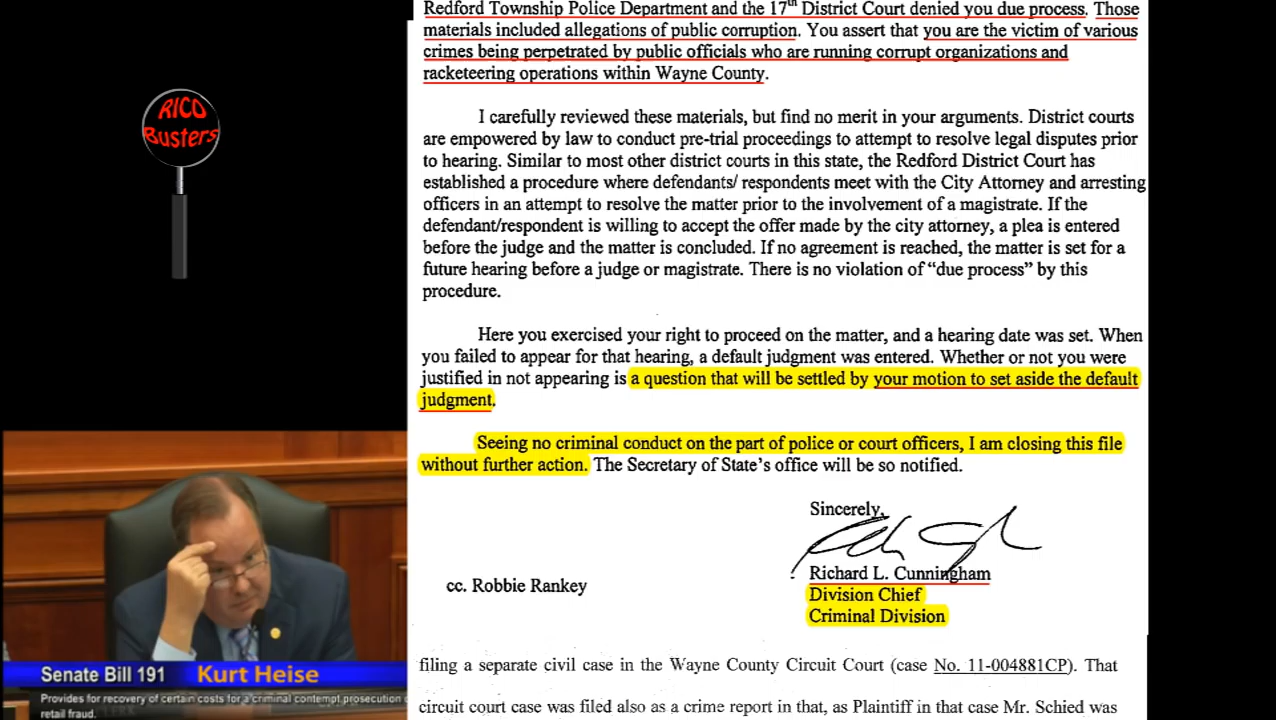 Redford Township Police Department and the 17th District Court denied you due process. Those
materials included allegations of public corruption. You assert that you are the victim of various
crimes being perpetrated by public officials who are running corrupt organizations and
racketeering operations within Wayne County.
I carefully reviewed these materials, but find no merit in your arguments. District courts
are empowered by law to conduct pre-trial proceedings to attempt to resolve legal disputes prior
to hearing. Similar to most other district courts in this state, the Redford District Court has
established a procedure where defendants/ respondents meet with the City Attorney and arresting
officers in an attempt to resolve the matter prior to the involvement of a magistrate. If the
defendant/respondent is willing to accept the offer made by the city attorney, a plea is entered
before the judge and the matter is concluded. If no agreement is reached, the matter is set for a
future hearing before a judge or magistrate. There is no violation of “due process” by this
procedure.
Here you exercised your right to proceed on the matter, and a hearing date was set. When
you failed to appear for that hearing, a default judgment was entered. Whether or not you were
justified in not appearing is a question that will be settled by your motion to set aside the default
judgment.
Seeing no criminal conduct on the part of police or court officers, I am closing this file
without further action. The Secretary of State’s office will be so notified.
Sincerely,
Richard L. Cunningham
Division Chief
Criminal Division
cc. Robbie Rankey
filing a separate civil case in the Wayne County Circuit Court (case No. 11-004881CP). That
circuit court case was filed also as a crime report in that, as Plaintiff in that case Mr. Schied was
RICO
Busters
Senate Bill 191 Kurt Heise
Provides for recovery of certain costs for a criminal contempt prosecution
retail fraud.